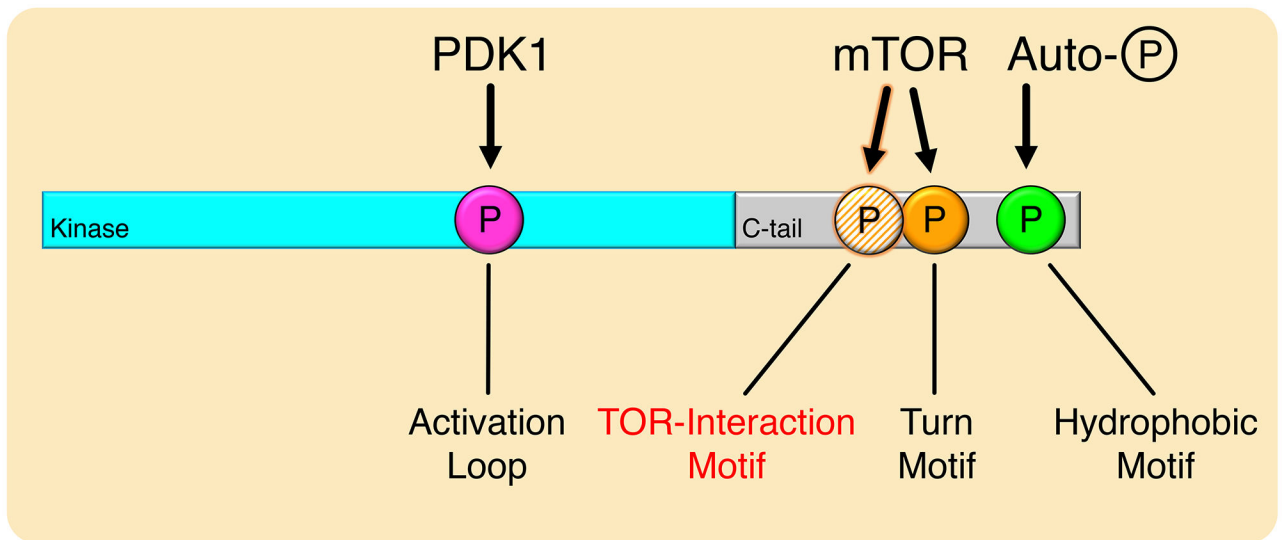 PDK1
mTOR
Auto-P
Kinase
P
C-tail
P
P
P
Activation
Loop
TOR-Interaction
Motif
Turn
Motif
Hydrophobic
Motif